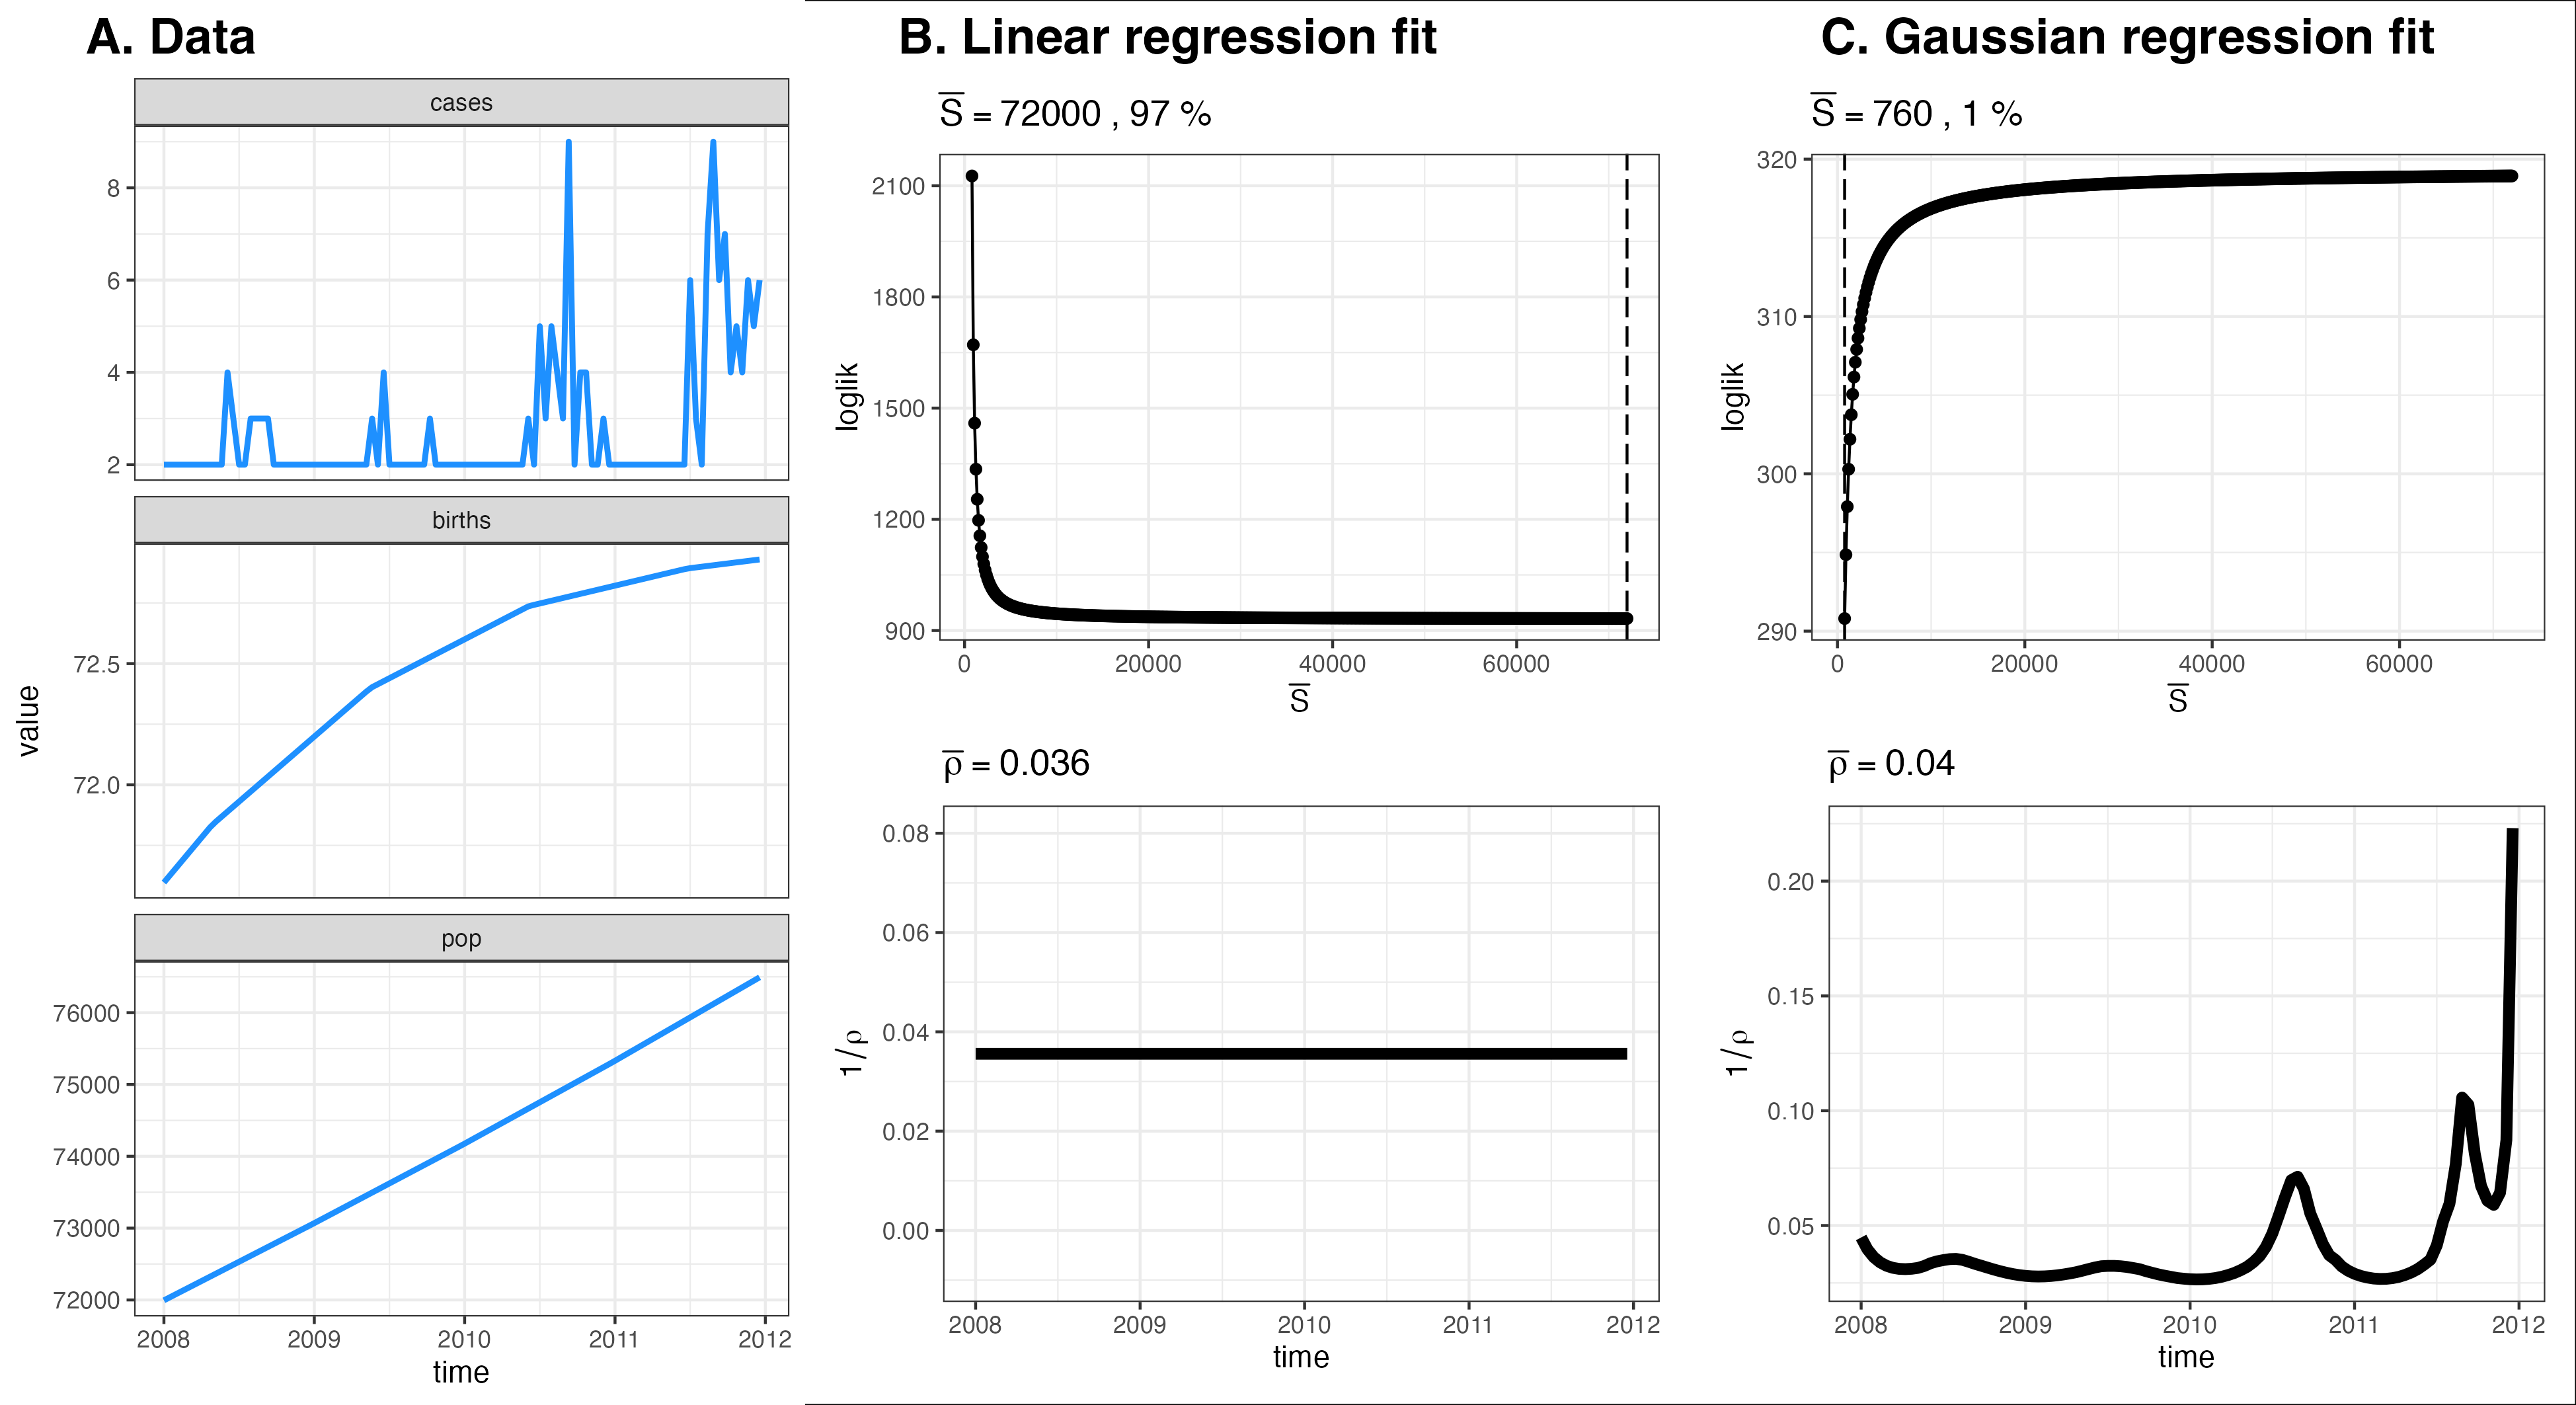 A. Data
cases
8
6
4
2
births
72.5
72.0
pop
76000
75000
74000
73000
72000
2008 2009 2010 2011 2012
time
value
B. Linear regression fit
S̅ = 72000 , 97 %
2100
1800
1500
1200
900
loglik
0 20000 40000 60000
S̅
ρ̅ = 0.036
0.08
0.06
0.04
0.02
0.00
1/ρ
2008 2009 2010 2011 2012
time
C. Gaussian regression fit
S̅ = 760 , 1 %
320
310
300
290
loglik
0 20000 40000 60000
S̅
ρ̅ = 0.04
0.20
0.15
0.10
0.05
1/ρ
2008 2009 2010 2011 2012
time